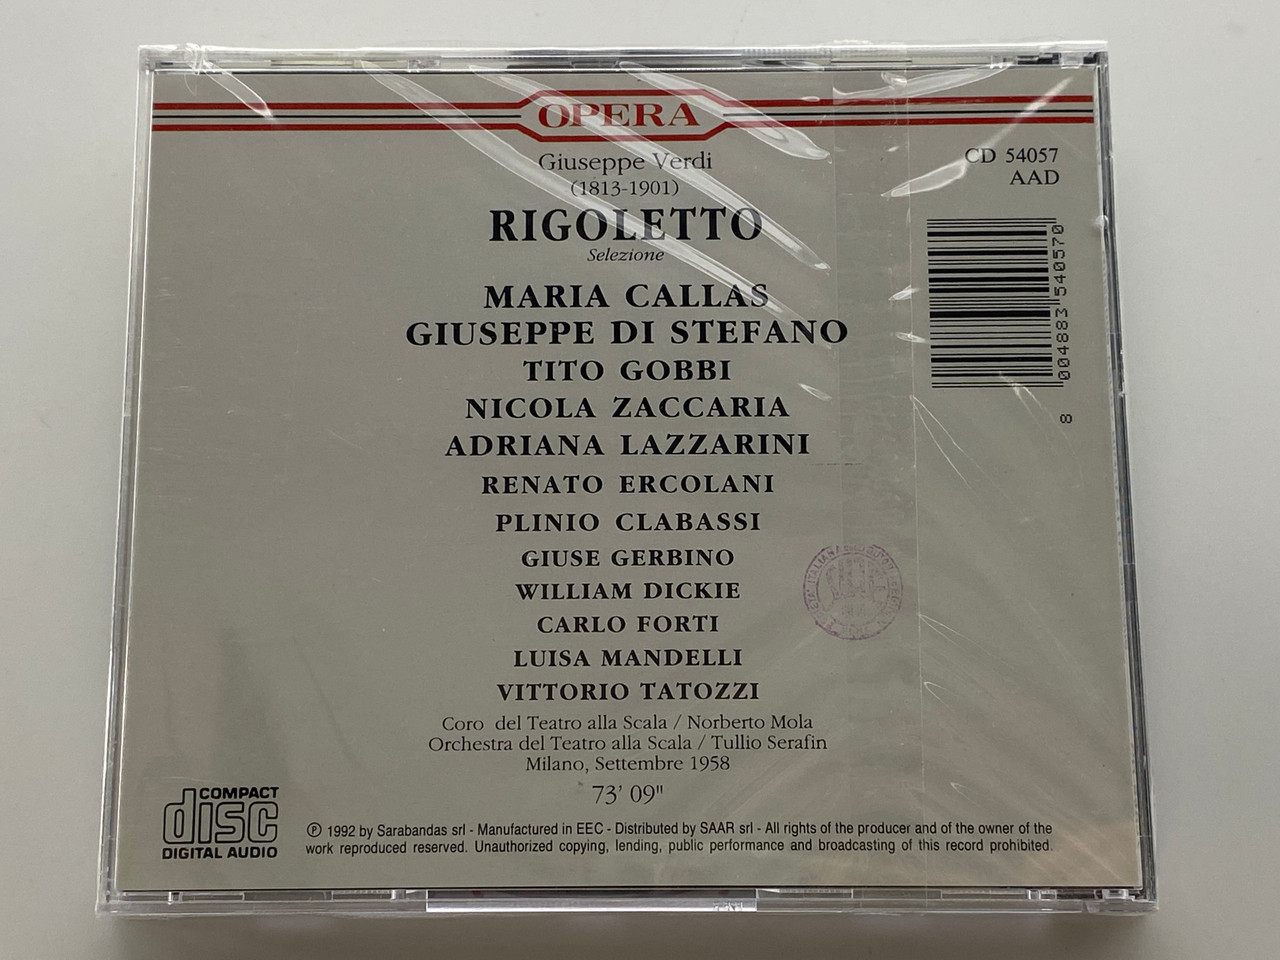 OPERA
Giuseppe Verdi
(1813-1901)
RIGOLETTO
Selezione
CD 54057
AAD
8 004883 540570
MARIA CALLAS
GIUSEPPE DI STEFANO
TITO GOBBI
NICOLA ZACCARIA
ADRIANA LAZZARINI
RENATO ERCOLANI
PLINIO CLABASSI
GIUSE GERBINO
WILLIAM DICKIE
CARLO FORTI
LUISA MANDELLI
VITTORIO TATOZZI
Coro del Teatro alla Scala / Norberto Mola
Orchestra del Teatro alla Scala / Tullio Serafin
Milano, Settembre 1958
73' 09"
COMPACT
disc
DIGITAL AUDIO
℗ 1992 by Sarabandas srl - Manufactured in EEC - Distributed by SAAR srl - All rights of the producer and of the owner of the
work reproduced reserved. Unauthorized copying, lending, public performance and broadcasting of this record prohibited.